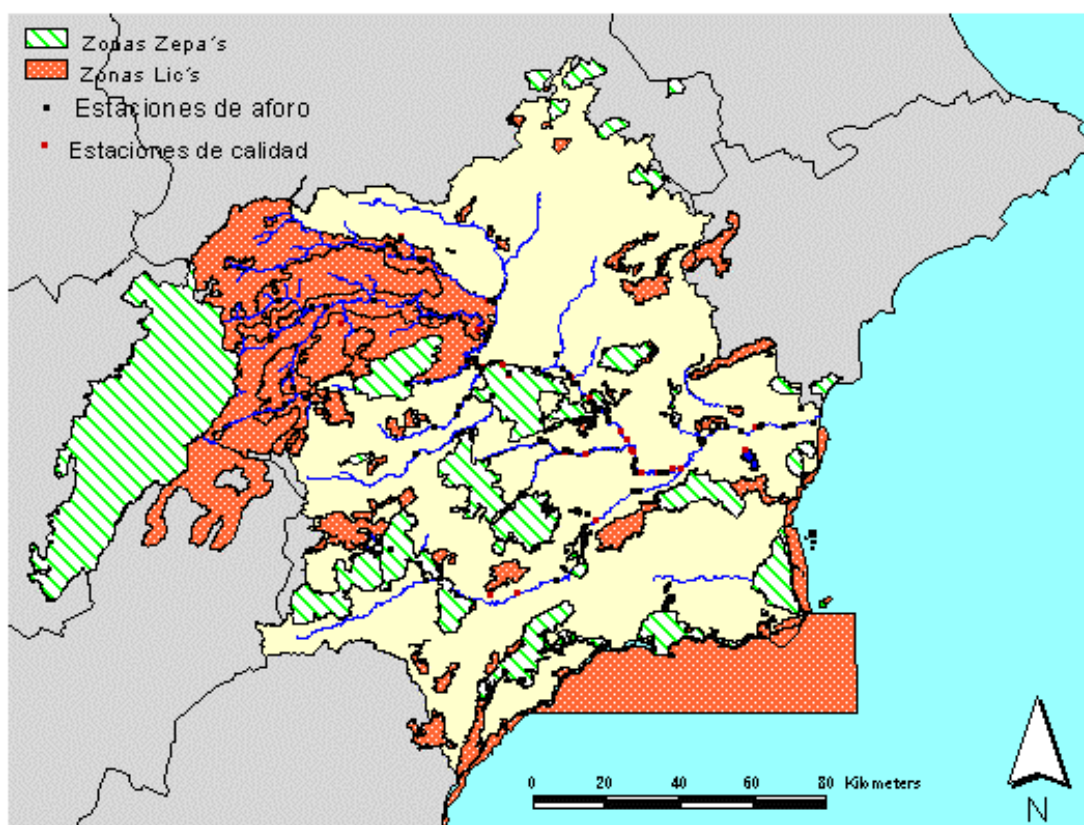 Zonas Zepa's
Zonas Lic's
Estaciones de aforo
Estaciones de calidad
0 20 40 60 80 Kilometers
N